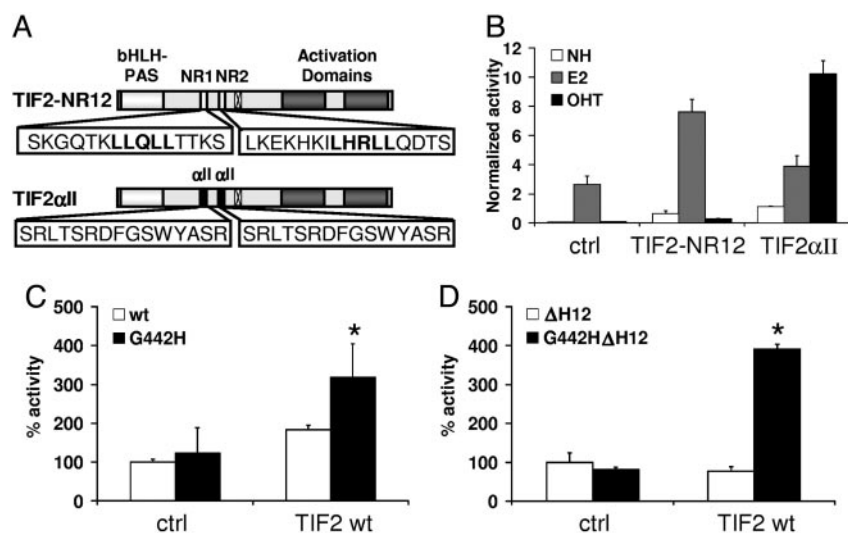 A
bHLH-
PAS
NR1 NR2
Activation
Domains
TIF2-NR12
SKGQTKLLQLLTTKS
LKEKHKILHRLLQDTS
αII αII
TIF2αII
SRLTSRDFGSWYASR
SRLTSRDFGSWYASR
B
NH
E2
OHT
Normalized activity
12
10
8
6
4
2
0
ctrl
TIF2-NR12
TIF2αII
C
wt
G442H
% activity
500
400
300
200
100
0
*
ctrl
TIF2 wt
D
ΔH12
G442HΔH12
% activity
500
400
300
200
100
0
*
ctrl
TIF2 wt